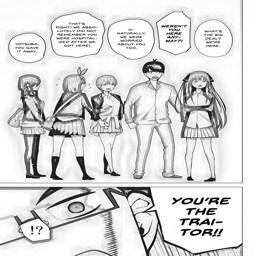 WHAT'S
THE BIG
DEAL?
WE'RE
HERE.
WEREN'T
YOU
HERE
ANY-
WAY?!
N-
NATURALLY,
WE WERE
WORRIED
ABOUT YOU
TOO.
THAT'S
RIGHT! WE ABSO-
LUTELY DID NOT
REMEMBER YOU
WERE HOSPITAL-
IZED AFTER WE
GOT HERE!
YOTSUBA,
YOU GAVE
IT AWAY.
YOU'RE
THE
TRAI-
TOR!!
!?